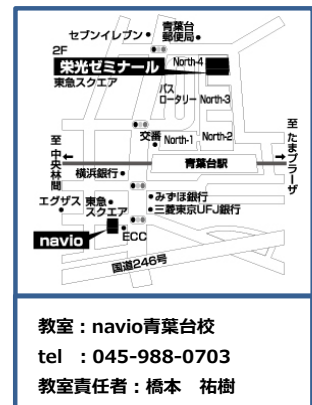 セブンイレブン
青葉台
郵便局
2F
栄光ゼミナール
東急スクエア
North-4
バス
ロータリー
North-3
至
中央林間
交番
North-1
North-2
至
たまプラーザ
青葉台駅
横浜銀行
エグザス
東急
スクエア
みずほ銀行
三菱東京UFJ銀行
navio
ECC
国道246号
教室：navio青葉台校
tel ：045-988-0703
教室責任者：橋本　祐樹